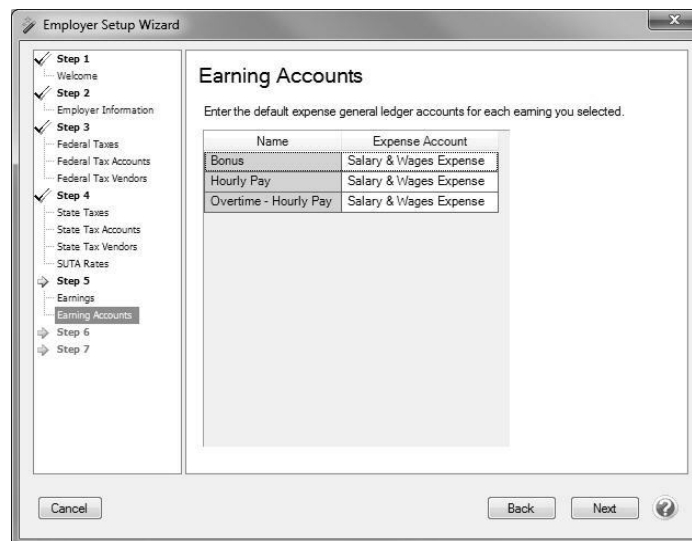 Employer Setup Wizard
x
Step 1
Welcome
Step 2
Employer Information
Step 3
Federal Taxes
Federal Tax Accounts
Federal Tax Vendors
Step 4
State Taxes
State Tax Accounts
State Tax Vendors
SUTA Rates
Step 5
Earnings
Earning Accounts
Step 6
Step 7
Earning Accounts
Enter the default expense general ledger accounts for each earning you selected.
Name Expense Account
Bonus Salary & Wages Expense
Hourly Pay Salary & Wages Expense
Overtime - Hourly Pay Salary & Wages Expense
Cancel Back Next ?